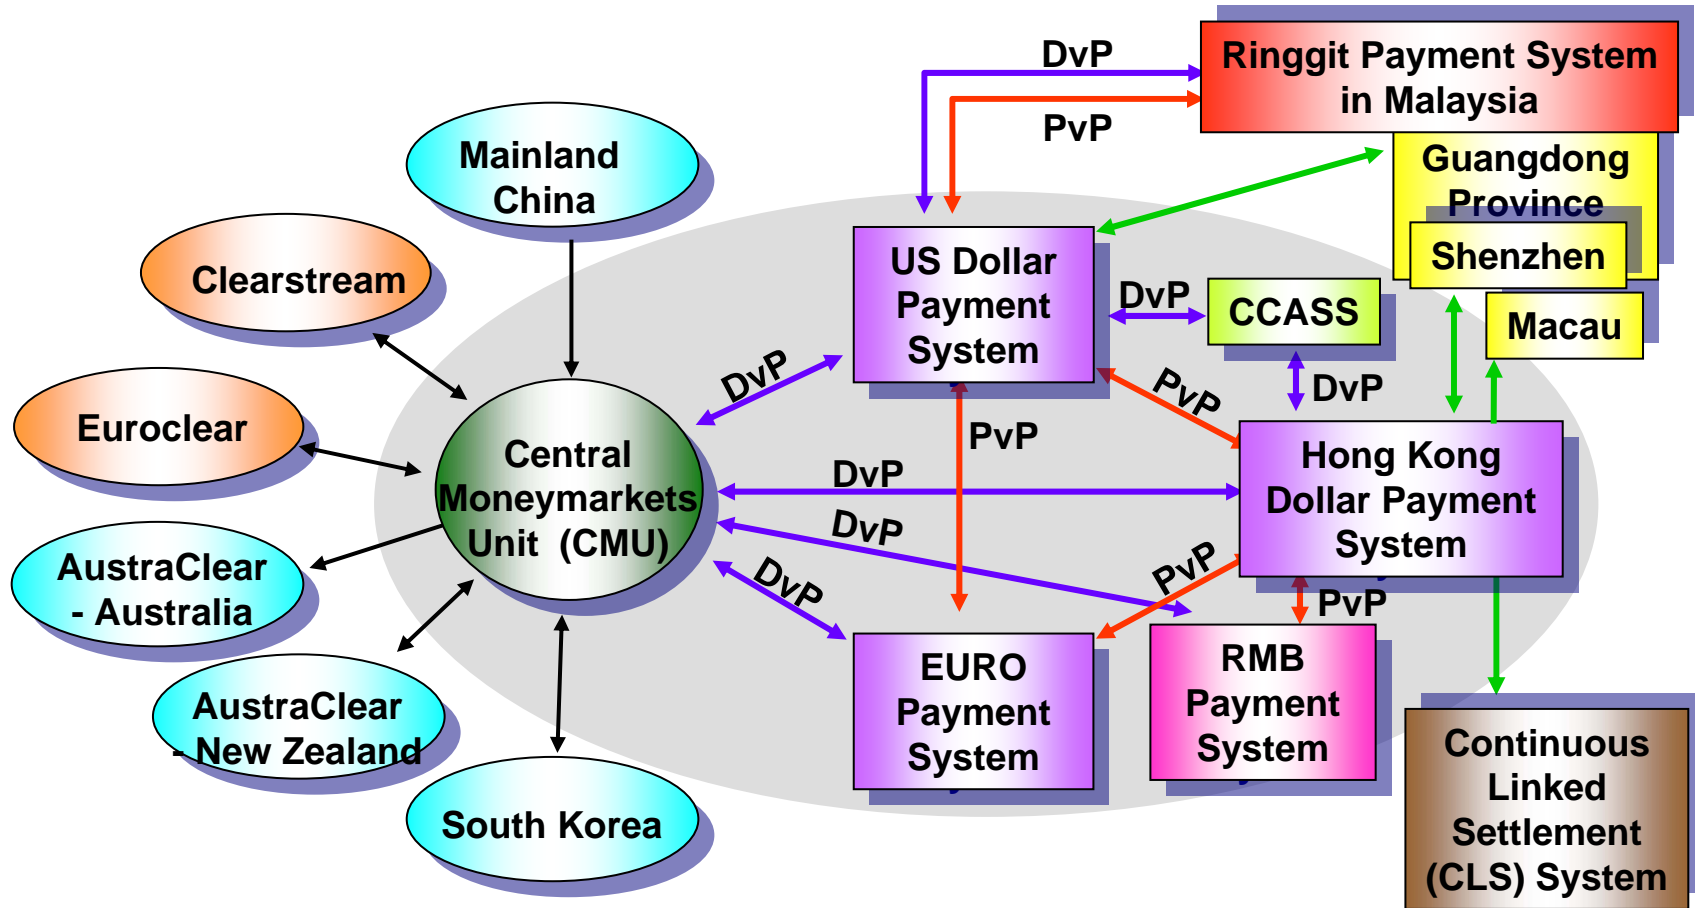 DvP
PvP
Ringgit Payment System
in Malaysia
Guangdong
Province
Shenzhen
Macau
Mainland
China
Clearstream
Euroclear
AustraClear
- Australia
AustraClear
- New Zealand
South Korea
Central
Moneymarkets
Unit (CMU)
US Dollar
Payment
System
DvP
CCASS
DvP
DvP
PvP
PvP
DvP
DvP
DvP
PvP
PvP
Hong Kong
Dollar Payment
System
EURO
Payment
System
RMB
Payment
System
Continuous
Linked
Settlement
(CLS) System